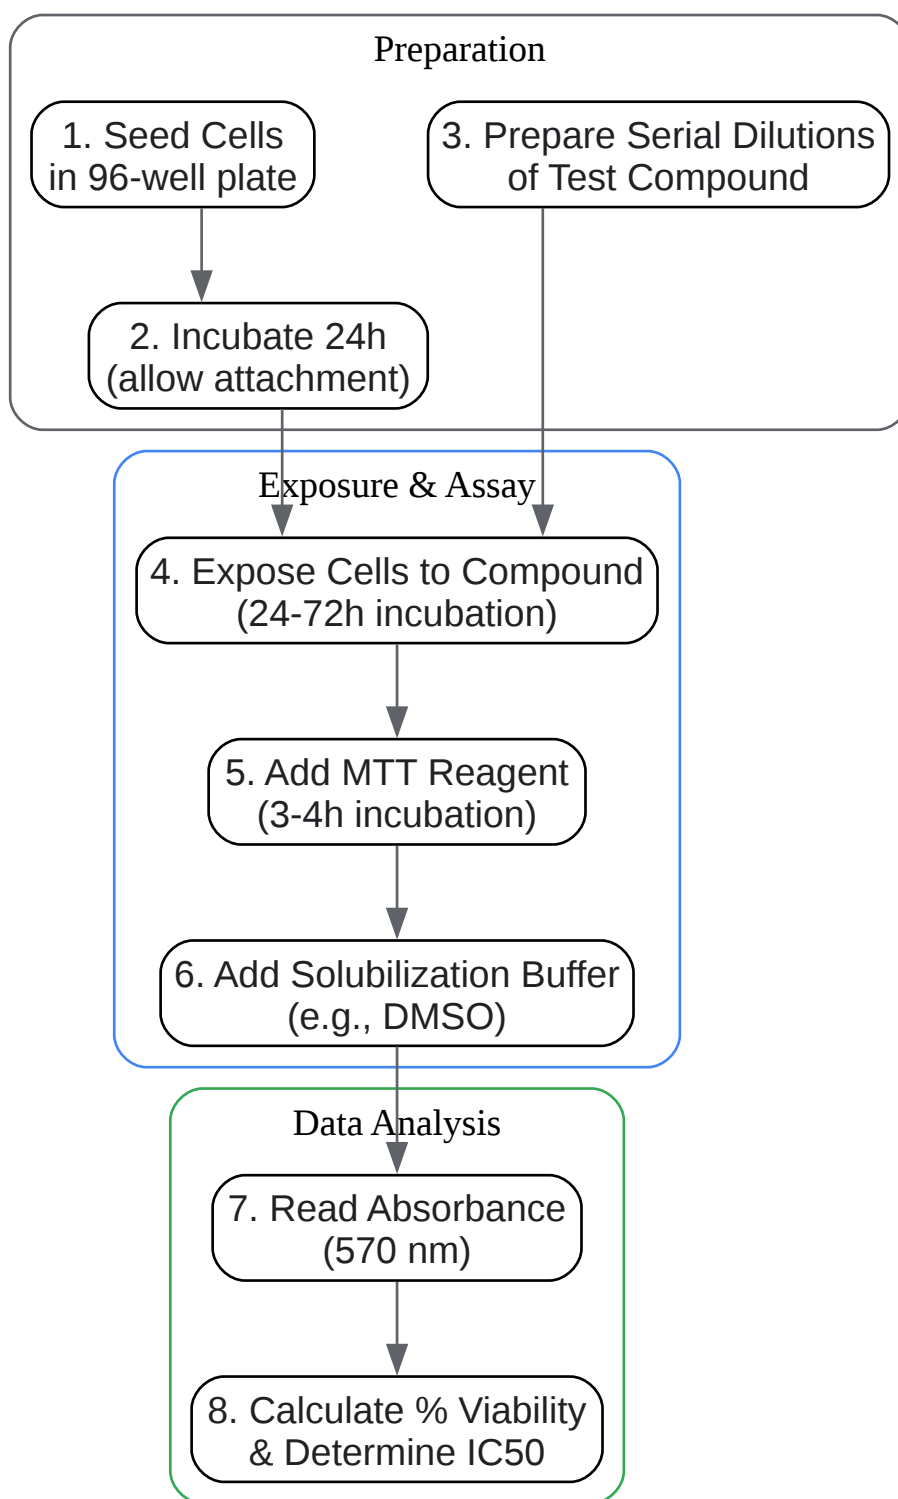 Preparation
1. Seed Cells
in 96-well plate
3. Prepare Serial Dilutions
of Test Compound
2. Incubate 24h
(allow attachment)
Exposure & Assay
4. Expose Cells to Compound
(24-72h incubation)
5. Add MTT Reagent
(3-4h incubation)
6. Add Solubilization Buffer
(e.g., DMSO)
Data Analysis
7. Read Absorbance
(570 nm)
8. Calculate % Viability
& Determine IC50